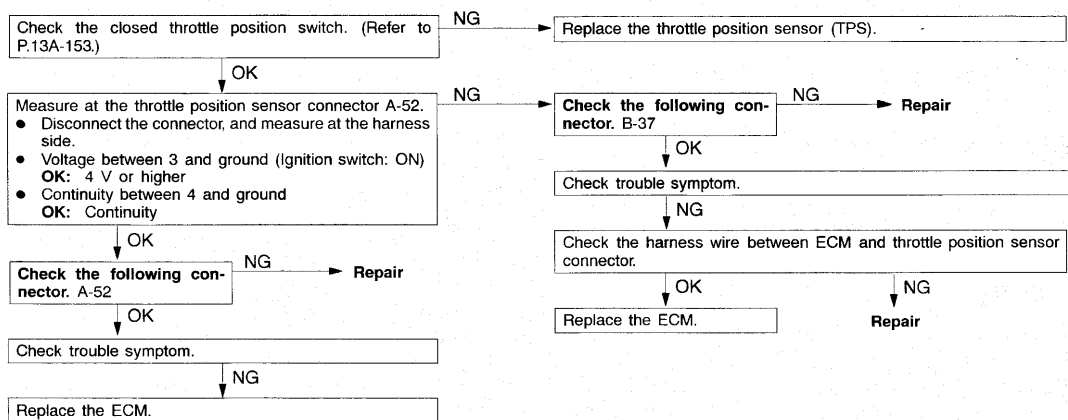 Check the closed throttle position switch. (Refer to
P.13A-153.)
NG
Replace the throttle position sensor (TPS).
OK
Measure at the throttle position sensor connector A-52.
● Disconnect the connector, and measure at the harness
side.
● Voltage between 3 and ground (Ignition switch: ON)
OK: 4 V or higher
● Continuity between 4 and ground
OK: Continuity
NG
Check the following con-
nector. B-37
NG
Repair
OK
Check trouble symptom.
NG
Check the harness wire between ECM and throttle position sensor
connector.
OK
Replace the ECM.
NG
Repair
OK
Check the following con-
nector. A-52
NG
Repair
OK
Check trouble symptom.
NG
Replace the ECM.